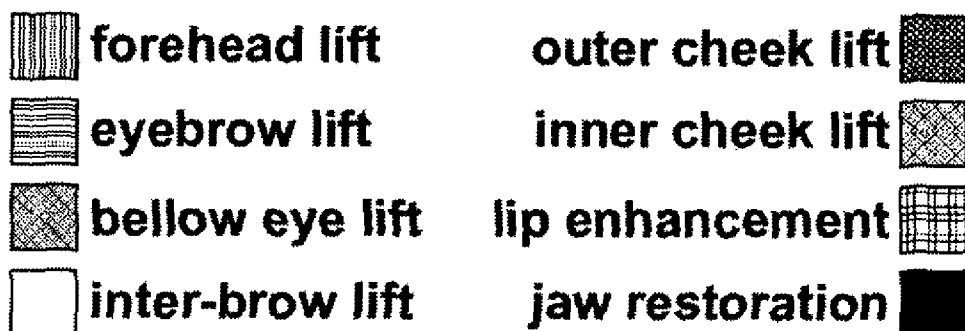 forehead lift
eyebrow lift
bellow eye lift
inter-brow lift
outer cheek lift
inner cheek lift
lip enhancement
jaw restoration